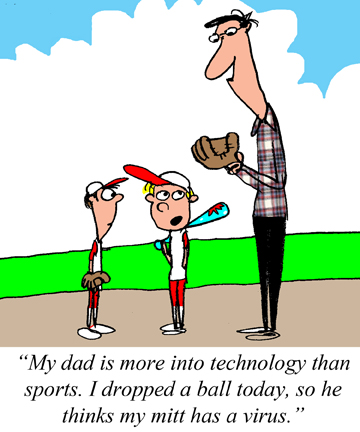 “My dad is more into technology than
sports. I dropped a ball today, so he
thinks my mitt has a virus.”